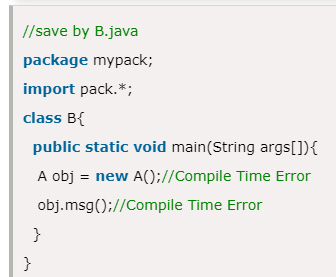 //save by B.java
package mypack;
import pack.*;
class B{
public static void main(String args[]){
A obj = new A();//Compile Time Error
obj.msg();//Compile Time Error
}
}